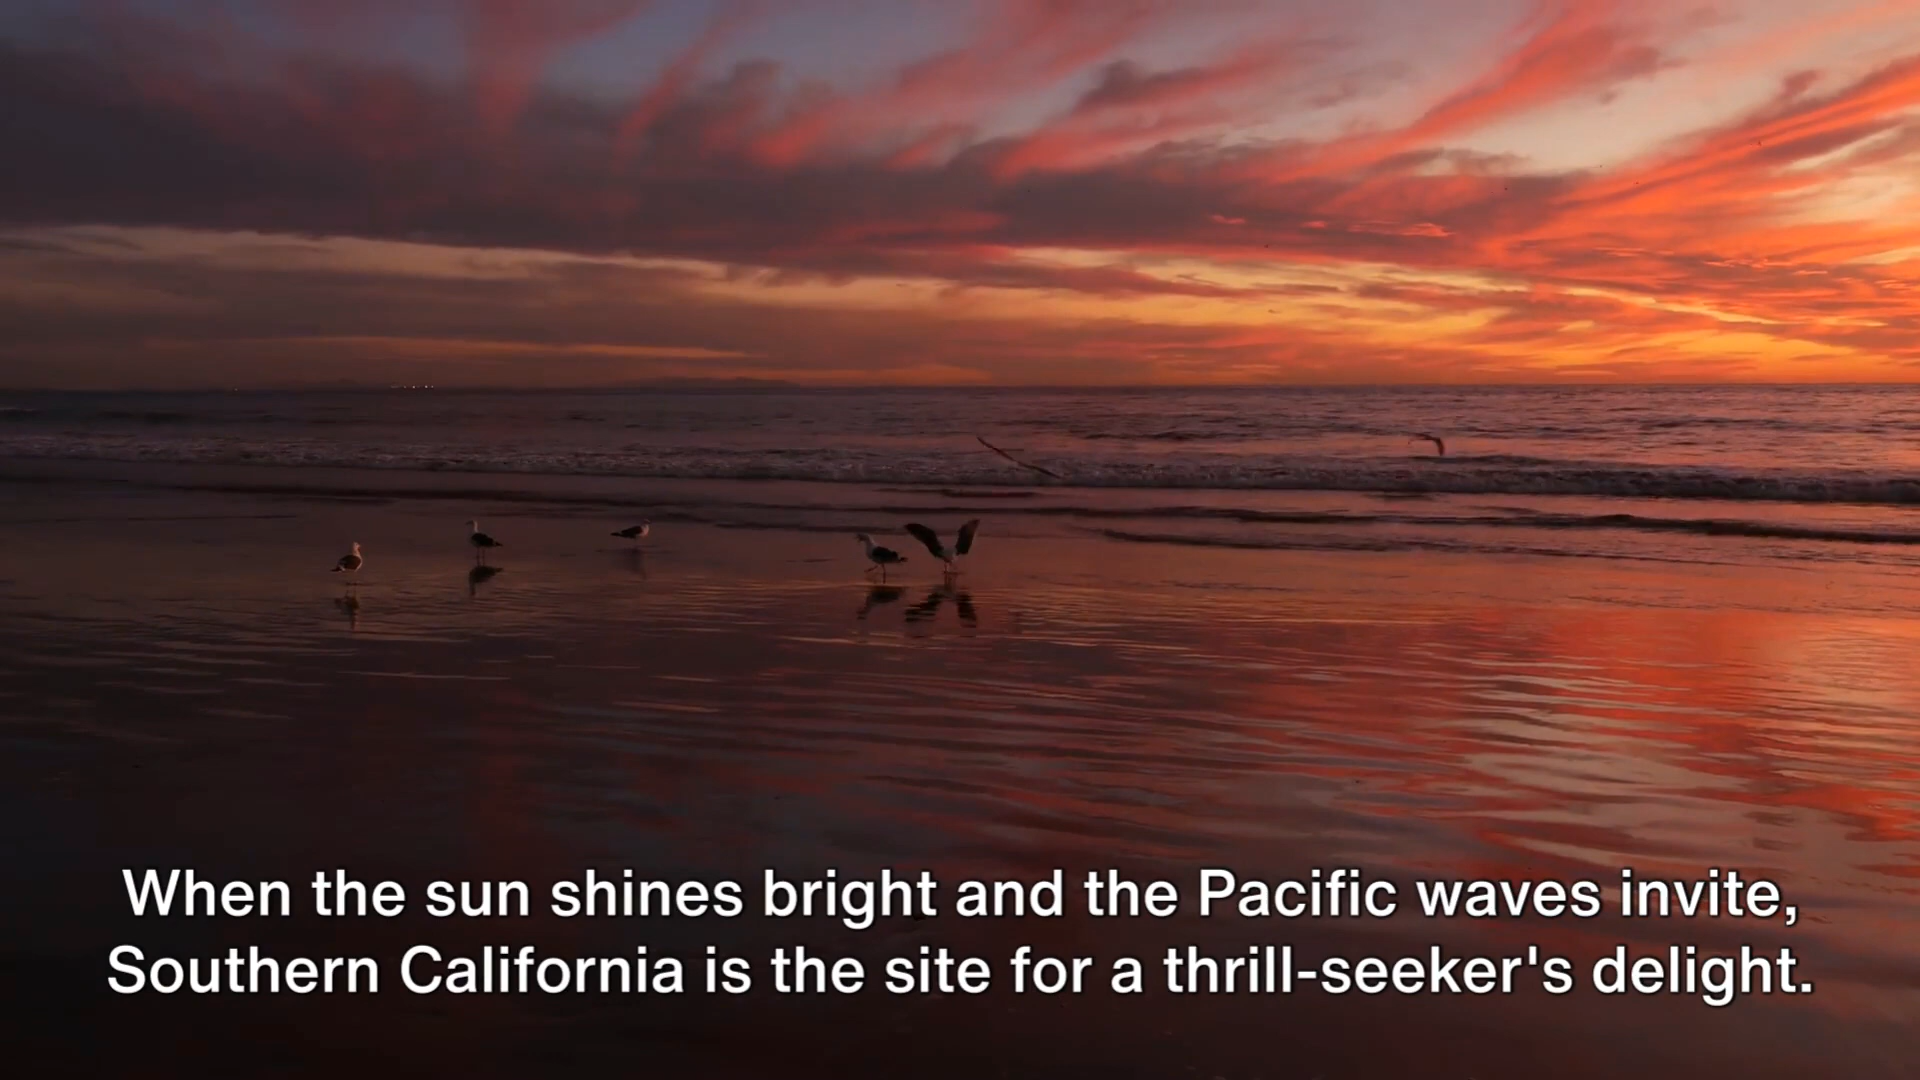 When the sun shines bright and the Pacific waves invite,
Southern California is the site for a thrill-seeker's delight.